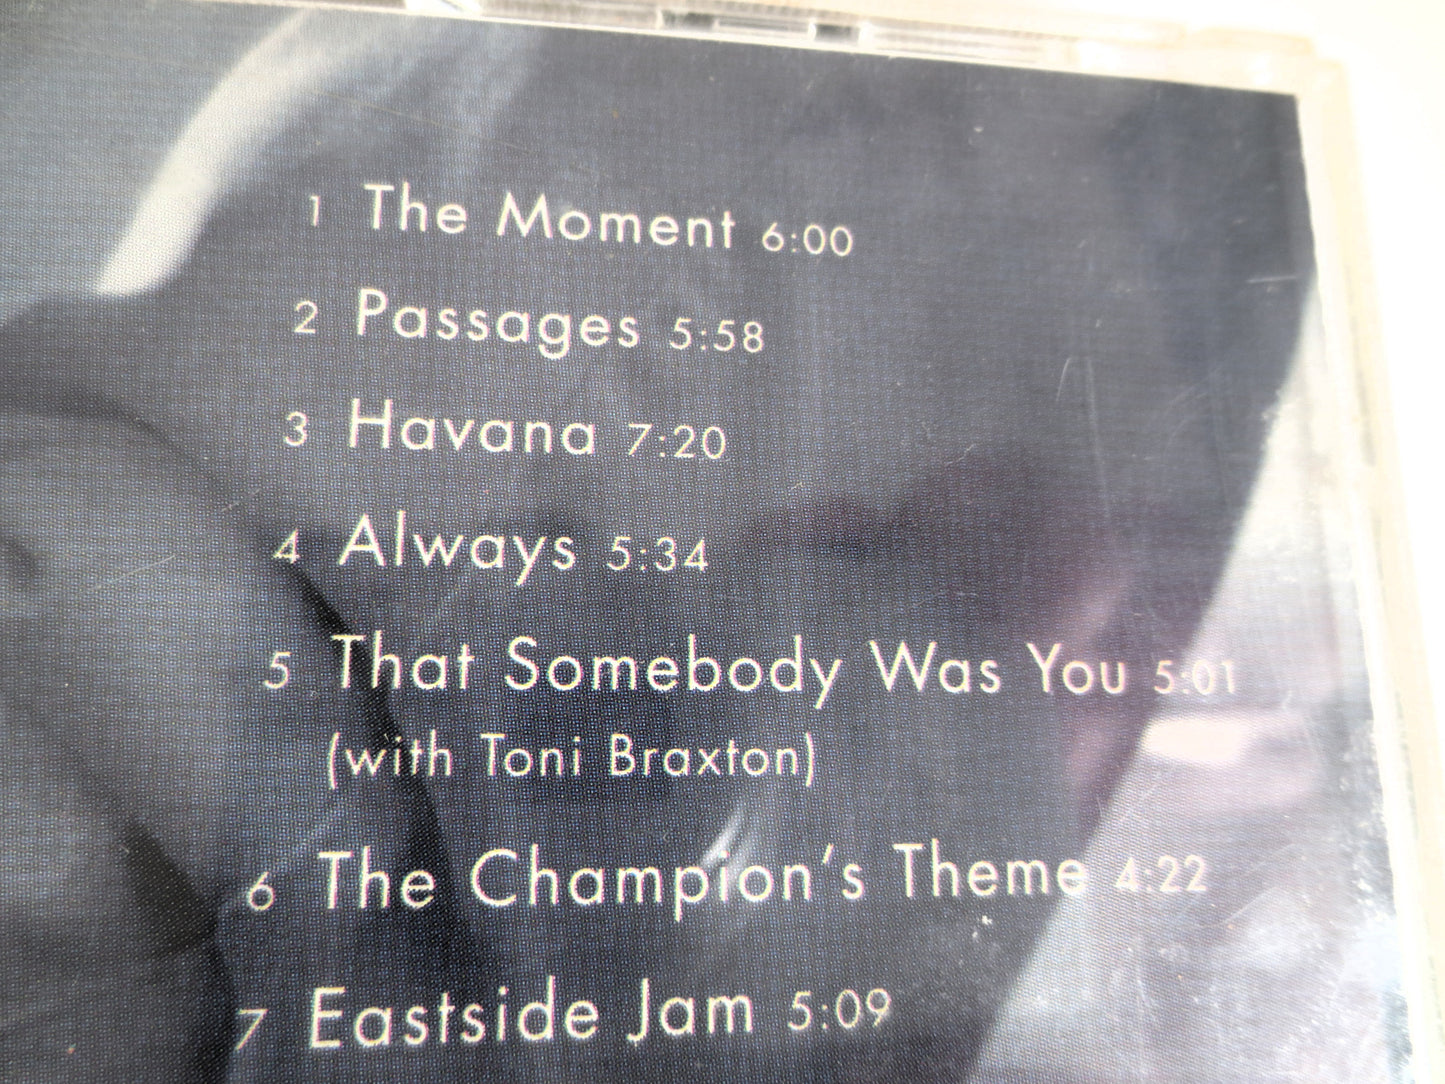 1 The Moment 6:00
2 Passages 5:58
3 Havana 7:20
4 Always 5:34
5 That Somebody Was You 5:01
(with Toni Braxton)
6 The Champion's Theme 4:22
7 Eastside Jam 5:09